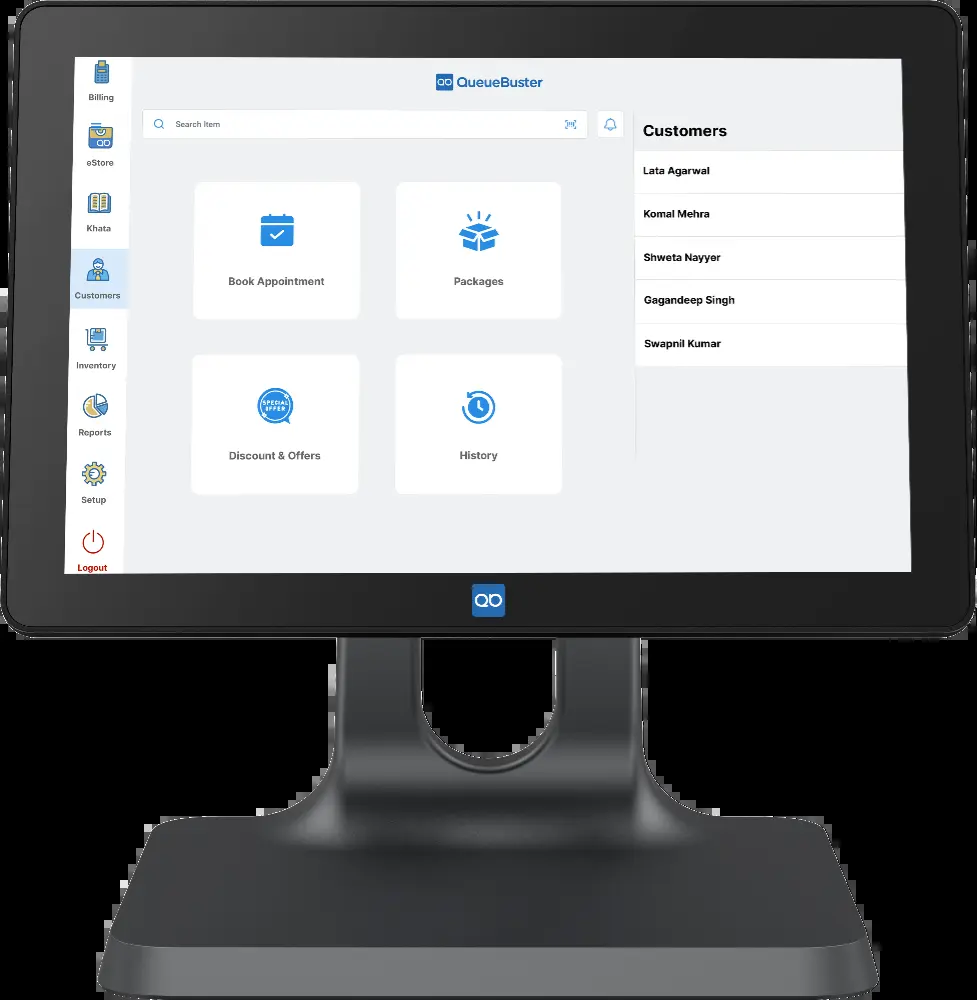 QueueBuster
Billing
eStore
Khata
Customers
Inventory
Reports
Setup
Logout
Search Item
Book Appointment
Packages
SPECIAL
OFFER
Discount & Offers
History
Customers
Lata Agarwal
Komal Mehra
Shweta Nayyer
Gagandeep Singh
Swapnil Kumar
QB